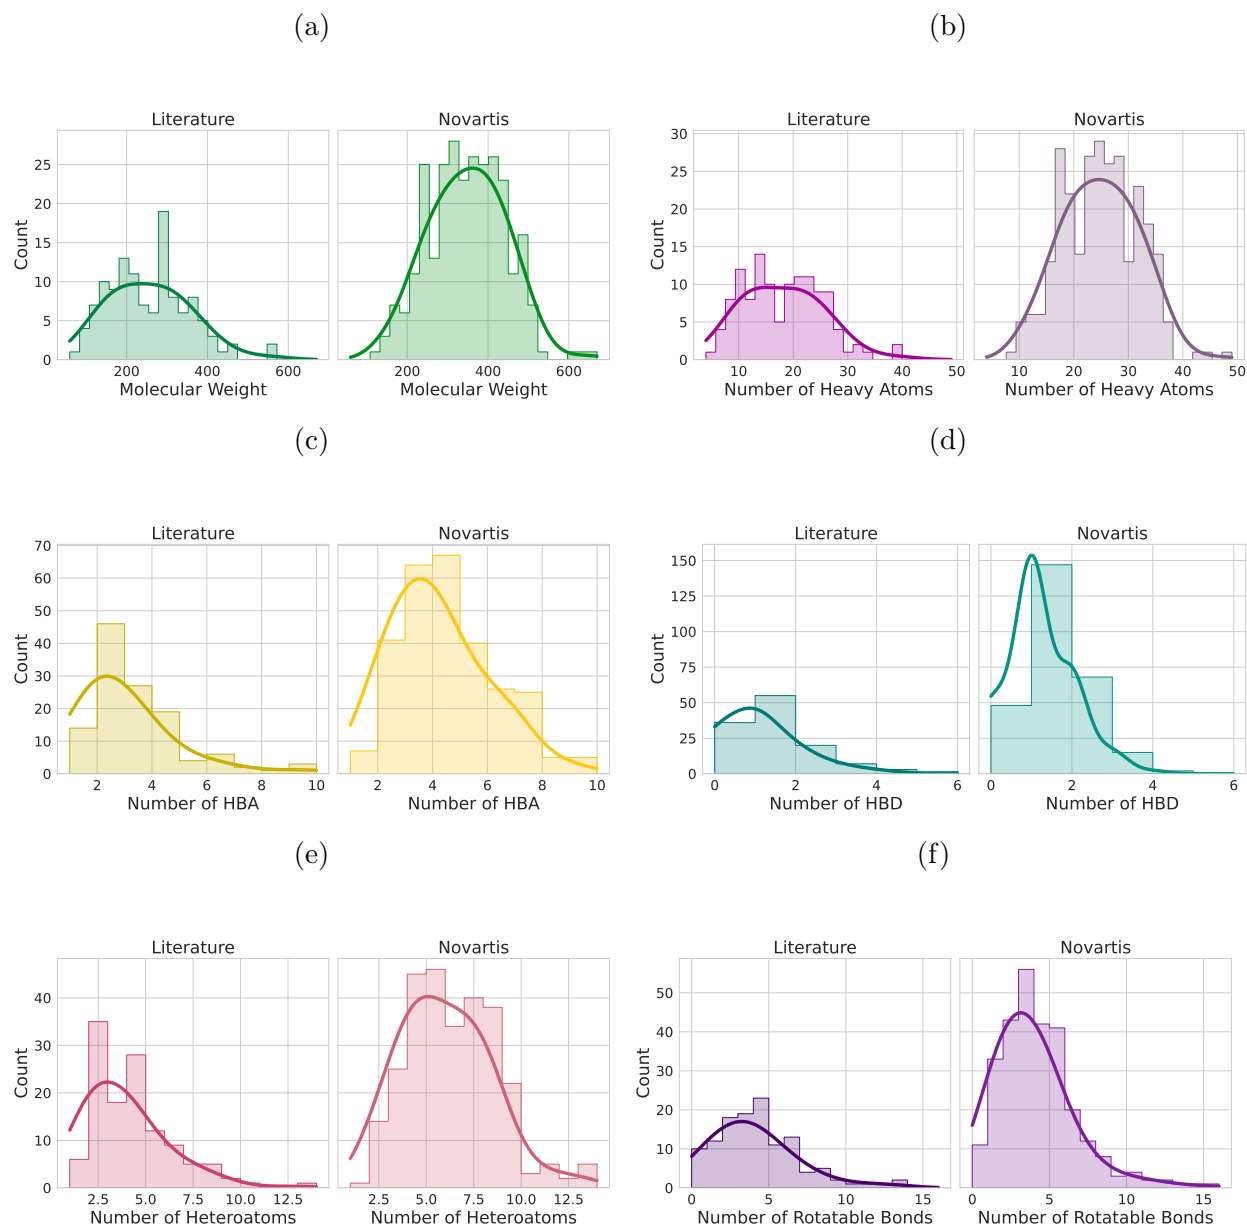 (a)
(b)
Literature Novartis
Literature Novartis
Count
25
20
15
10
5
0
200 400 600
200 400 600
Molecular Weight Molecular Weight
Count
30
25
20
15
10
5
0
10 20 30 40 50
10 20 30 40 50
Number of Heavy Atoms Number of Heavy Atoms
(c)
(d)
Literature Novartis
Literature Novartis
Count
70
60
50
40
30
20
10
0
2 4 6 8 10
2 4 6 8 10
Number of HBA Number of HBA
Count
150
125
100
75
50
25
0
0 2 4 6
0 2 4 6
Number of HBD Number of HBD
(e)
(f)
Literature Novartis
Literature Novartis
Count
40
30
20
10
0
2.5 5.0 7.5 10.0 12.5
2.5 5.0 7.5 10.0 12.5
Number of Heteroatoms Number of Heteroatoms
Count
50
40
30
20
10
0
0 5 10 15
0 5 10 15
Number of Rotatable Bonds Number of Rotatable Bonds